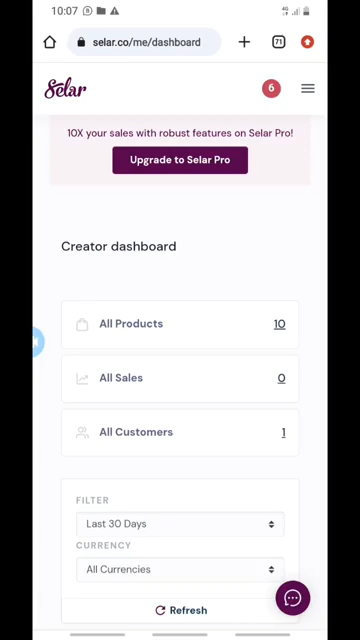 10:07
4G
selar.co/me/dashboard
71
Selar
6
10X your sales with robust features on Selar Pro!
Upgrade to Selar Pro
Creator dashboard
All Products 10
All Sales 0
All Customers 1
FILTER
Last 30 Days
CURRENCY
All Currencies
Refresh